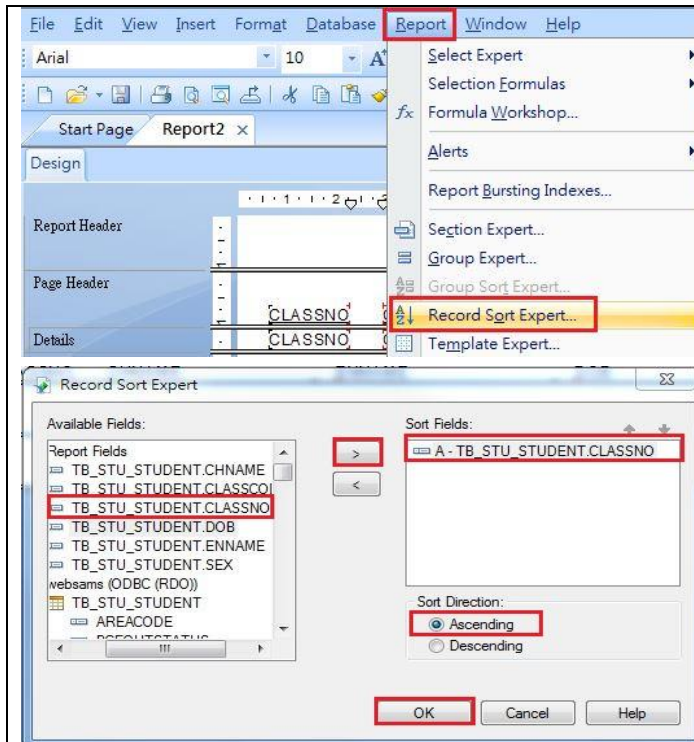 File Edit View Insert Format Database Report Window Help
Arial 10
Select Expert
Selection Formulas
Formula Workshop...
Start Page Report2
Alerts
Design
Report Bursting Indexes...
Report Header
Section Expert...
Group Expert...
Page Header
Group Sort Expert...
CLASSNO
Record Sort Expert...
Details
CLASSNO
Template Expert...
Record Sort Expert
Available Fields:
Sort Fields:
Report Fields
>
A - TB_STU_STUDENT.CLASSNO
TB_STU_STUDENT.CHNAME
TB_STU_STUDENT.CLASSCO
<
TB_STU_STUDENT.CLASSNO
TB_STU_STUDENT.DOB
TB_STU_STUDENT.ENNAME
TB_STU_STUDENT.SEX
websams (ODBC (RDO))
TB_STU_STUDENT
AREACODE
Sort Direction:
Ascending
Descending
OK Cancel Help